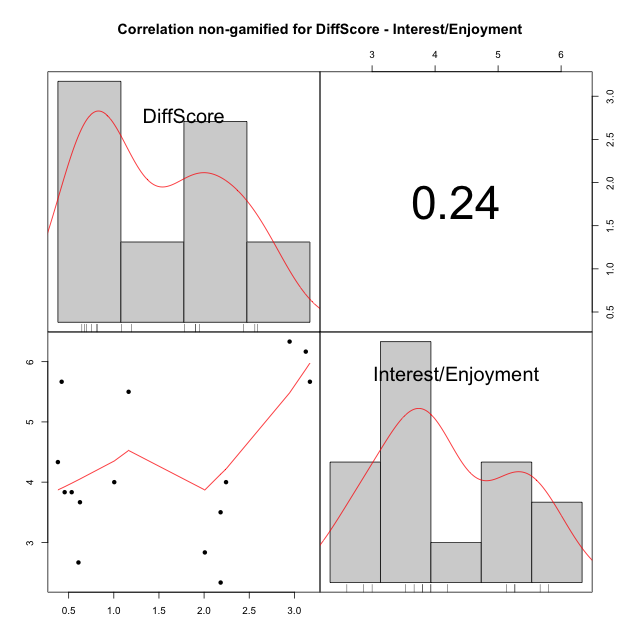 Correlation non-gamified for DiffScore - Interest/Enjoyment
3 4 5 6
DiffScore
0.24
3.0
2.5
2.0
1.5
1.0
0.5
Interest/Enjoyment
6
5
4
3
0.5 1.0 1.5 2.0 2.5 3.0